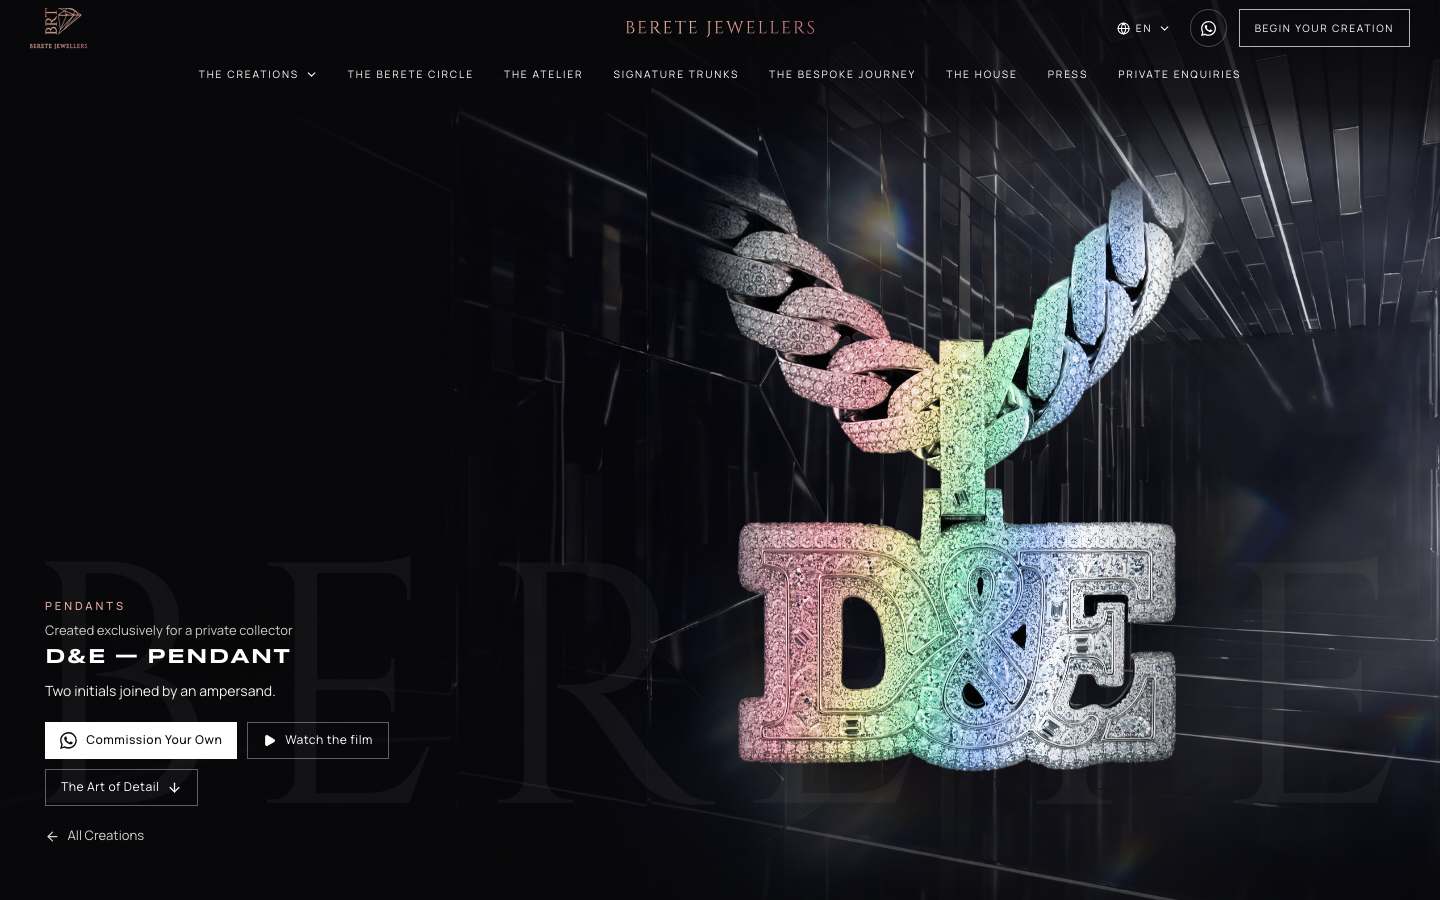 BRT
BERETE JEWELLERS
BERETE JEWELLERS
EN
BEGIN YOUR CREATION
THE CREATIONS
THE BERETE CIRCLE
THE ATELIER
SIGNATURE TRUNKS
THE BESPOKE JOURNEY
THE HOUSE
PRESS
PRIVATE ENQUIRIES
D&E
BERETE
PENDANTS
Created exclusively for a private collector
D&E — PENDANT
Two initials joined by an ampersand.
Commission Your Own
Watch the film
The Art of Detail
All Creations